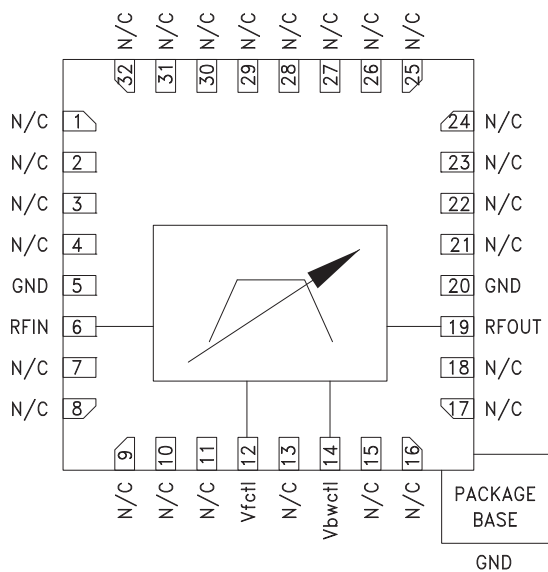 N/C N/C N/C N/C N/C N/C N/C N/C
32 31 30 29 28 27 26 25
N/C 1 24 N/C
N/C 2 23 N/C
N/C 3 22 N/C
N/C 4 21 N/C
GND 5 20 GND
RFIN 6 19 RFOUT
N/C 7 18 N/C
N/C 8 17 N/C
9 10 11 12 13 14 15 16
N/C N/C N/C Vfctl N/C Vbwctl N/C N/C
PACKAGE
BASE
GND